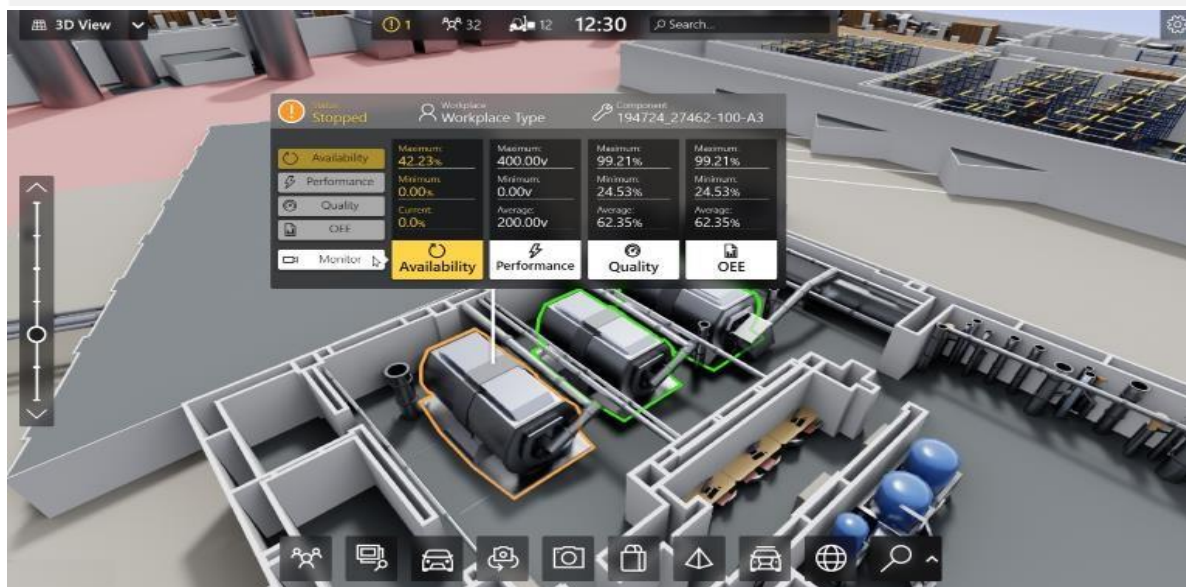 3D View
1
32
12
12:30
Search...
Status
Stopped
Workplace
Workplace Type
Component
194724_27462-100-A3
Availability
Performance
Quality
OEE
Monitor
Maximum:
42.23%
Minimum:
0.00%
Current:
0.0%
Availability
Maximum:
400.00v
Minimum:
0.00v
Average:
200.00v
Performance
Maximum:
99.21%
Minimum:
24.53%
Average:
62.35%
Quality
Maximum:
99.21%
Minimum:
24.53%
Average:
62.35%
OEE